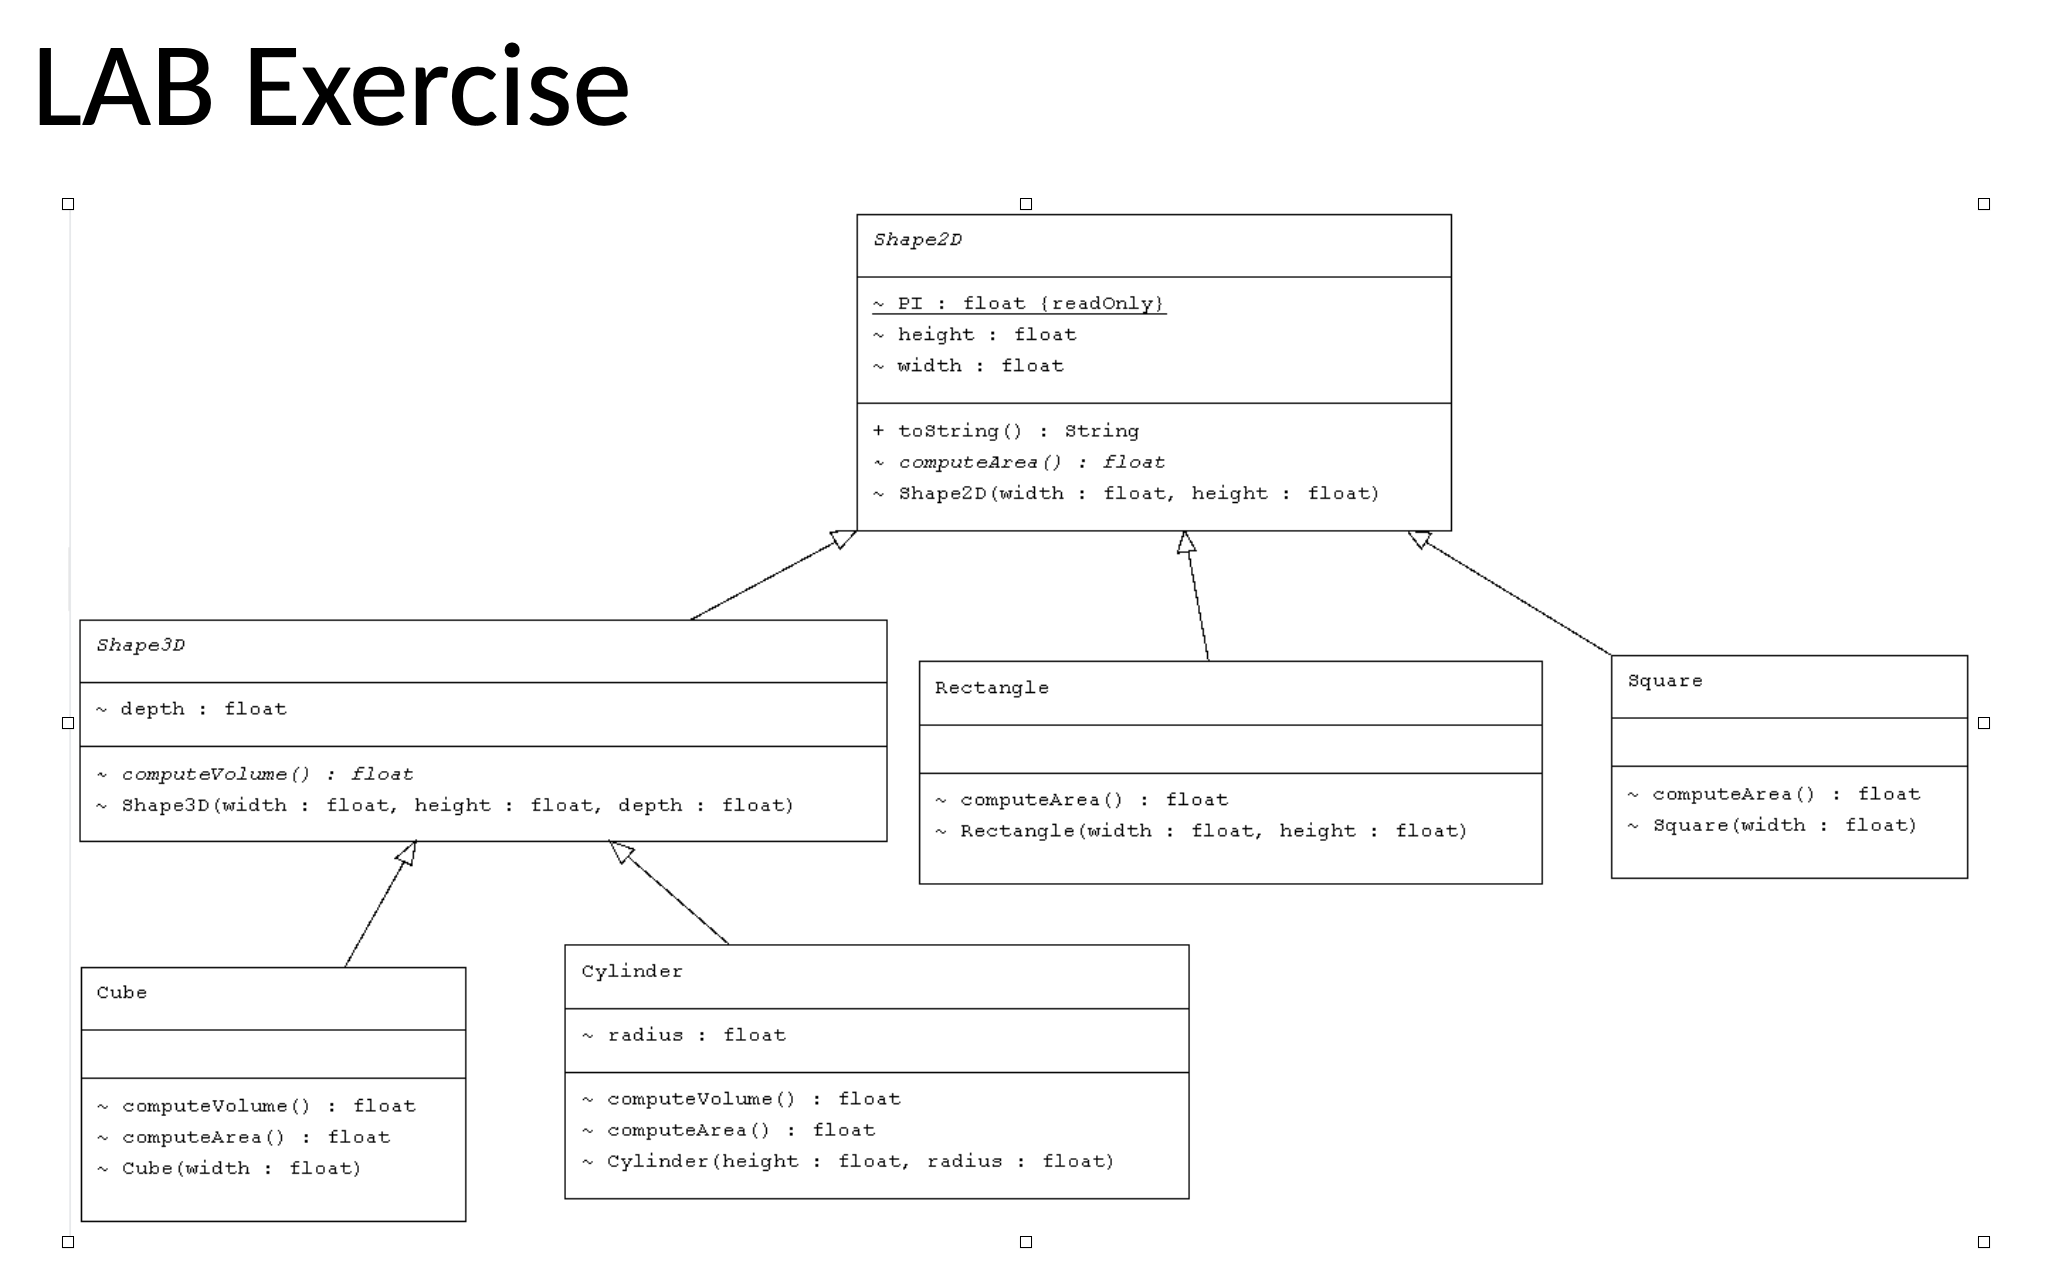 LAB Exercise
Shape2D
~ PI : float {readOnly}
~ height : float
~ width : float
+ toString() : String
~ computeArea() : float
~ Shape2D(width : float, height : float)
Shape3D
~ depth : float
~ computeVolume() : float
~ Shape3D(width : float, height : float, depth : float)
Rectangle
~ computeArea() : float
~ Rectangle(width : float, height : float)
Square
~ computeArea() : float
~ Square(width : float)
Cube
~ computeVolume() : float
~ computeArea() : float
~ Cube(width : float)
Cylinder
~ radius : float
~ computeVolume() : float
~ computeArea() : float
~ Cylinder(height : float, radius : float)